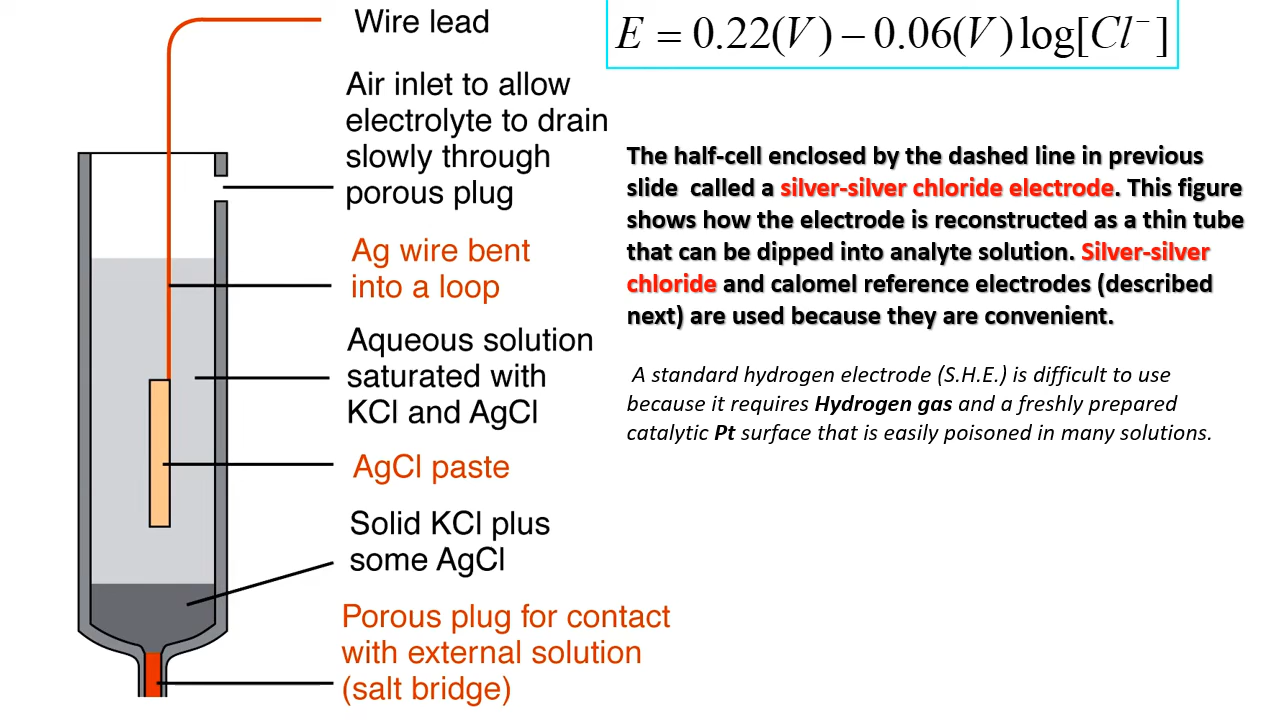 Wire lead
Air inlet to allow
electrolyte to drain
slowly through
porous plug
Ag wire bent
into a loop
Aqueous solution
saturated with
KCl and AgCl
AgCl paste
Solid KCl plus
some AgCl
Porous plug for contact
with external solution
(salt bridge)
E = 0.22(V) − 0.06(V) log[Cl⁻]
The half-cell enclosed by the dashed line in previous
slide called a silver-silver chloride electrode. This figure
shows how the electrode is reconstructed as a thin tube
that can be dipped into analyte solution. Silver-silver
chloride and calomel reference electrodes (described
next) are used because they are convenient.
A standard hydrogen electrode (S.H.E.) is difficult to use
because it requires Hydrogen gas and a freshly prepared
catalytic Pt surface that is easily poisoned in many solutions.